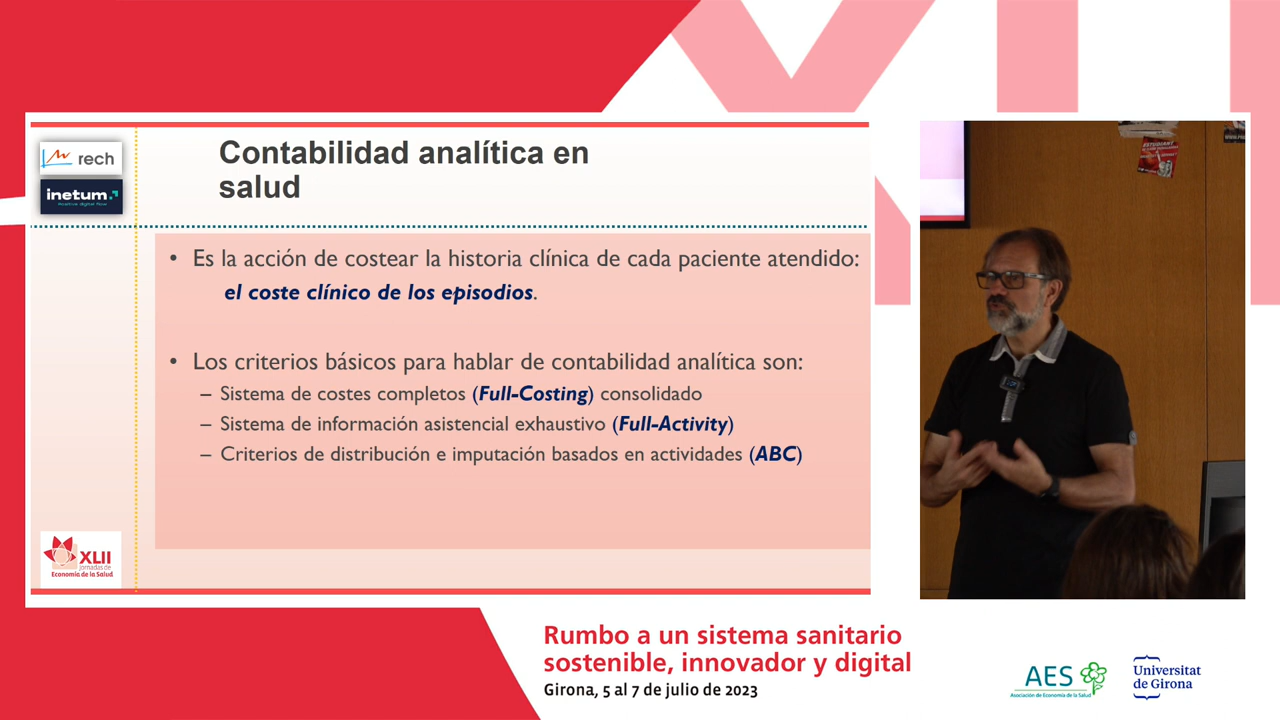 rech
inetum
Positive digital flow
Contabilidad analítica en
salud
• Es la acción de costear la historia clínica de cada paciente atendido:
el coste clínico de los episodios.
• Los criterios básicos para hablar de contabilidad analítica son:
– Sistema de costes completos (Full-Costing) consolidado
– Sistema de información asistencial exhaustivo (Full-Activity)
– Criterios de distribución e imputación basados en actividades (ABC)
XLII
Jornadas de
Economía de la Salud
ESTUDIANT
Rumbo a un sistema sanitario
sostenible, innovador y digital
Girona, 5 al 7 de julio de 2023
AES
Asociación de Economía de la Salud
Universitat
de Girona